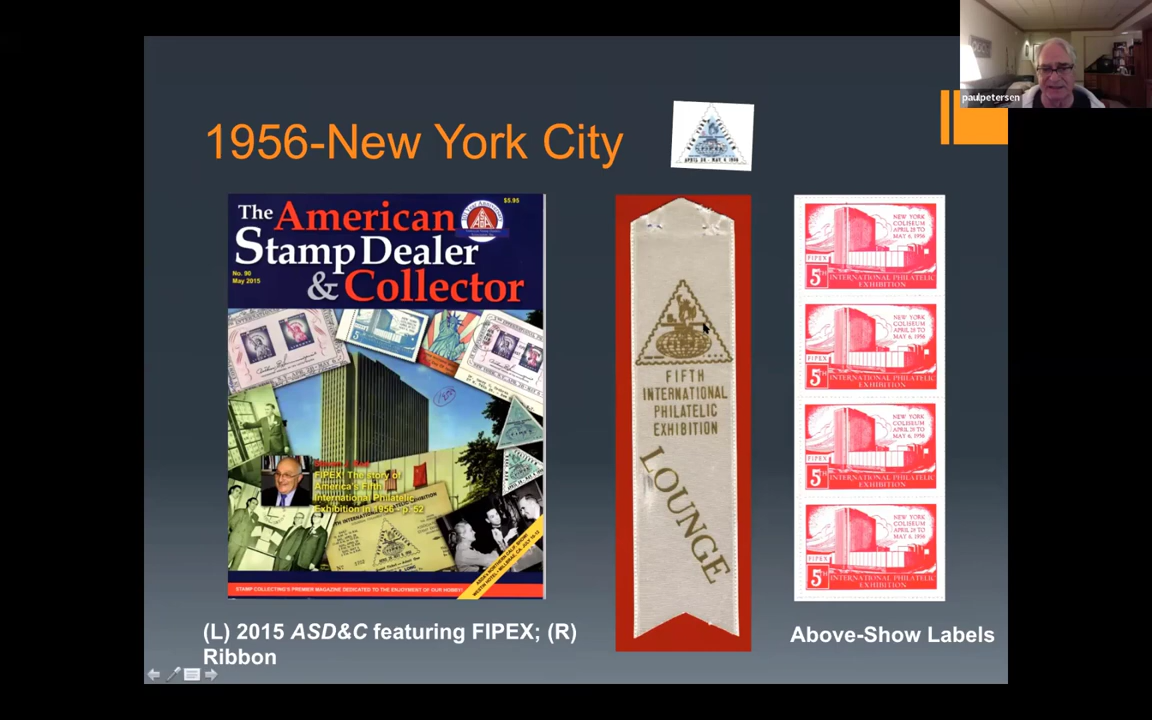 paulpetersen
1956-New York City
APRIL 28 - MAY 6, 1956
The American
Stamp Dealer
& Collector
$5.95
No. 90
May 2015
FIPEX: The story of
America's Fifth
International Philatelic
Exhibition in 1956 - p. 52
STAMP COLLECTING'S PREMIER MAGAZINE DEDICATED TO THE ENJOYMENT OF OUR HOBBY!
FIFTH
INTERNATIONAL
PHILATELIC
EXHIBITION
LOUNGE
NEW YORK
COLISEUM
APRIL 28 TO
MAY 6, 1956
FIPEX
5TH INTERNATIONAL PHILATELIC
EXHIBITION
NEW YORK
COLISEUM
APRIL 28 TO
MAY 6, 1956
FIPEX
5TH INTERNATIONAL PHILATELIC
EXHIBITION
NEW YORK
COLISEUM
APRIL 28 TO
MAY 6, 1956
FIPEX
5TH INTERNATIONAL PHILATELIC
EXHIBITION
NEW YORK
COLISEUM
APRIL 28 TO
MAY 6, 1956
FIPEX
5TH INTERNATIONAL PHILATELIC
EXHIBITION
(L) 2015 ASD&C featuring FIPEX; (R)
Ribbon
Above-Show Labels